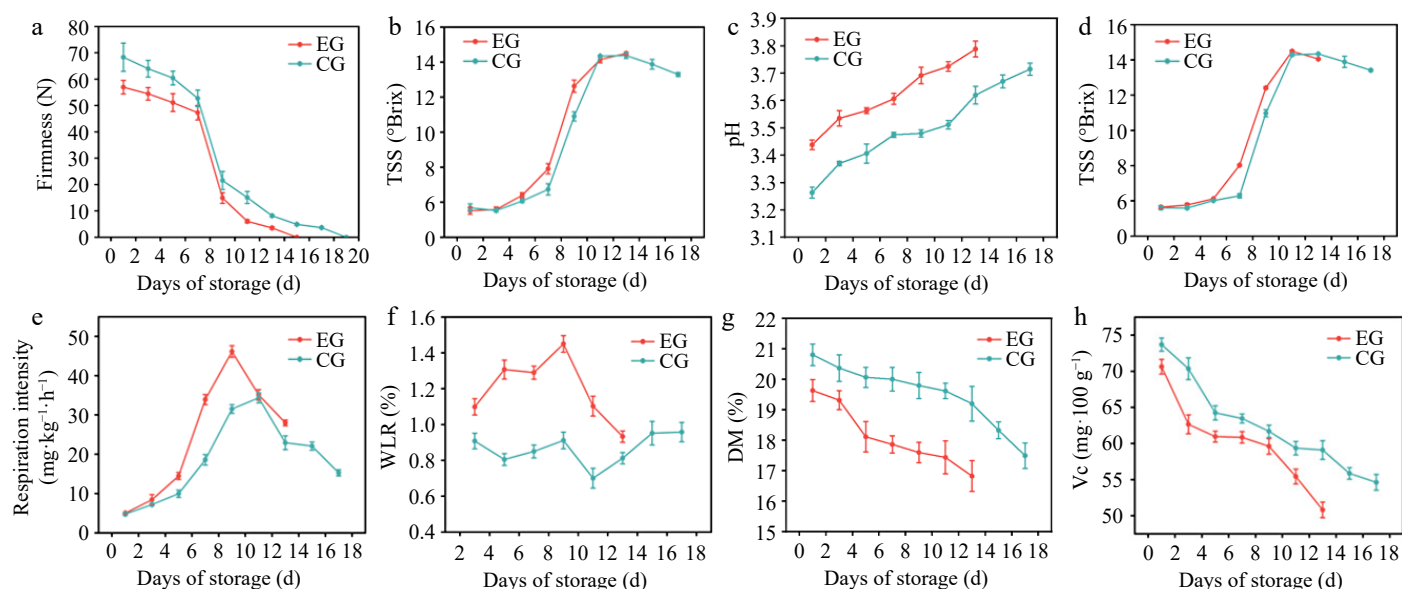 a
80
70
60
50
40
30
20
10
0
Firmness (N)
EG
CG
0 2 4 6 8 10 12 14 16 18 20
Days of storage (d)
b
16
14
12
10
8
6
0
TSS (°Brix)
EG
CG
0 2 4 6 8 10 12 14 16 18
Days of storage (d)
c
3.9
3.8
3.7
3.6
3.5
3.4
3.3
3.2
3.1
pH
EG
CG
0 2 4 6 8 10 12 14 16 18
Days of storage (d)
d
16
14
12
10
8
6
0
TSS (°Brix)
EG
CG
0 2 4 6 8 10 12 14 16 18
Days of storage (d)
e
50
40
30
20
10
0
Respiration intensity
(mg·kg⁻¹·h⁻¹)
EG
CG
0 2 4 6 8 10 12 14 16 18
Days of storage (d)
f
1.6
1.4
1.2
1.0
0.8
0.6
0.4
WLR (%)
EG
CG
2 4 6 8 10 12 14 16 18
Days of storage (d)
g
22
21
20
19
18
17
16
15
DM (%)
EG
CG
0 2 4 6 8 10 12 14 16 18
Days of storage (d)
h
75
70
65
60
55
50
Vc (mg·100 g⁻¹)
EG
CG
0 2 4 6 8 10 12 14 16 18
Days of storage (d)